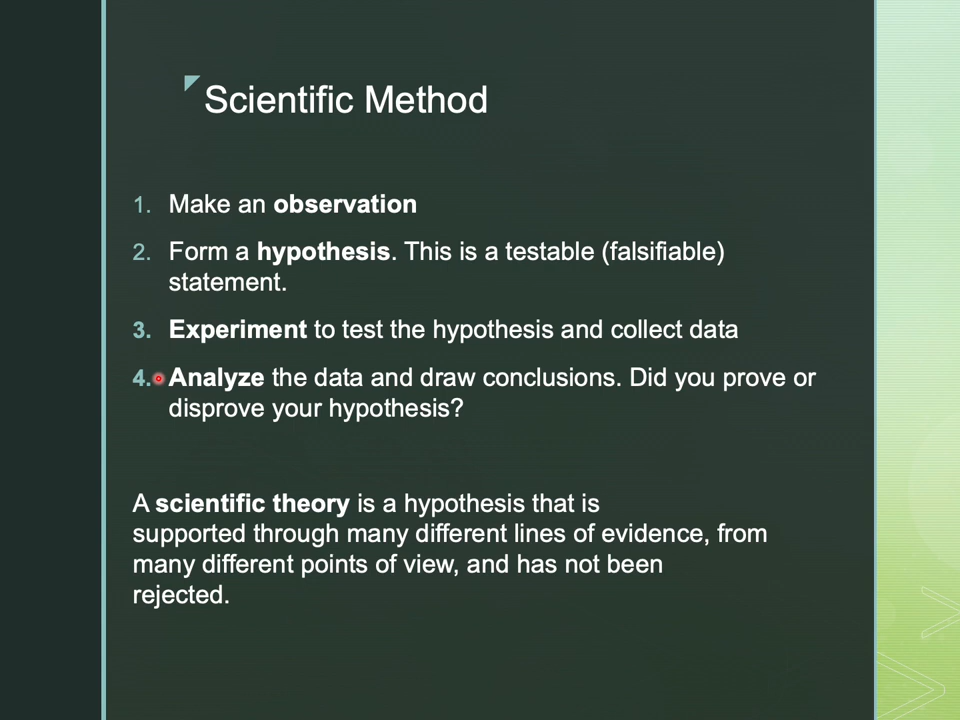 Scientific Method
1. Make an observation
2. Form a hypothesis. This is a testable (falsifiable)
statement.
3. Experiment to test the hypothesis and collect data
4. Analyze the data and draw conclusions. Did you prove or
disprove your hypothesis?
A scientific theory is a hypothesis that is
supported through many different lines of evidence, from
many different points of view, and has not been
rejected.